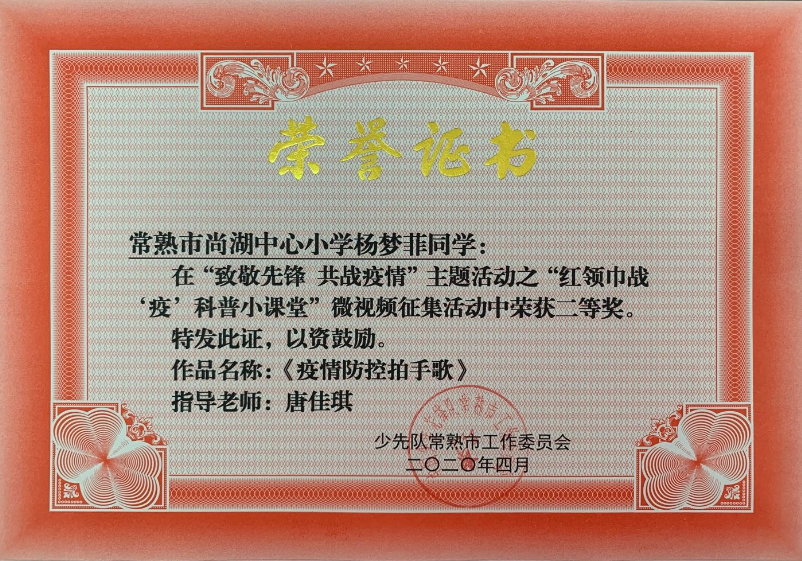 荣誉证书
常熟市尚湖中心小学杨梦菲同学：
在“致敬先锋 共战疫情”主题活动之“红领巾战
‘疫’科普小课堂”微视频征集活动中荣获二等奖。
特发此证，以资鼓励。
作品名称：《疫情防控拍手歌》
指导老师：唐佳琪
少先队常熟市工作委员会
二〇二〇年四月